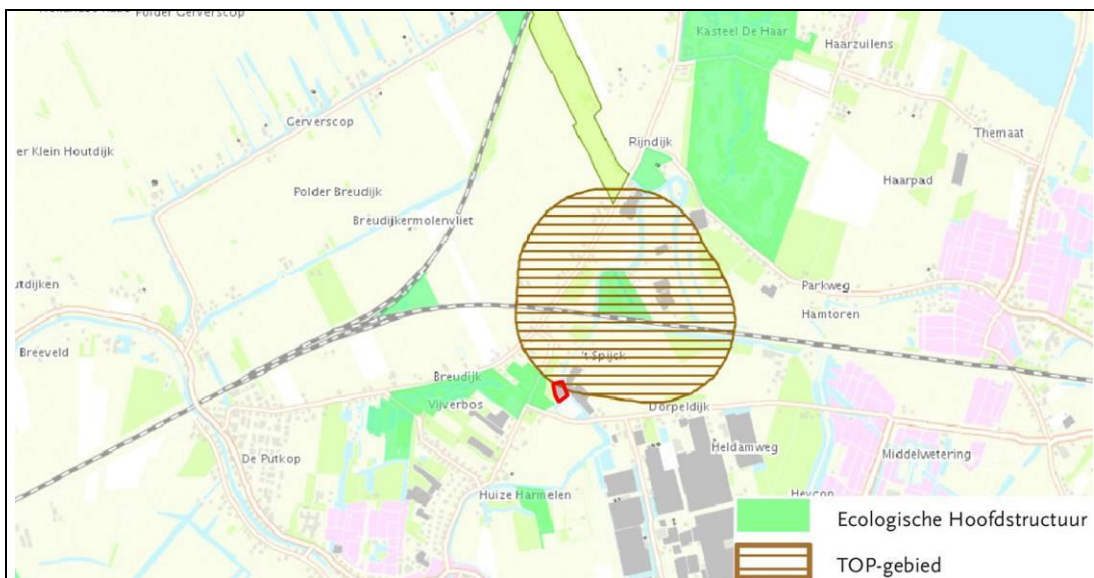 Polder Gerverscop
Kasteel De Haar
Haarzuilens
Gerverscop
Rijndijk
Themaat
er Klein Houtdijk
Haarpad
Polder Breudijk
Breudijkermolenvliet
Parkweg
Hamtoren
Breeveld
't Spijck
Breudijk
Vijverbos
Dorpeldijk
Heldamweg
De Putkop
Middelwetering
Huize Harmelen
Heycop
Ecologische Hoofdstructuur
TOP-gebied